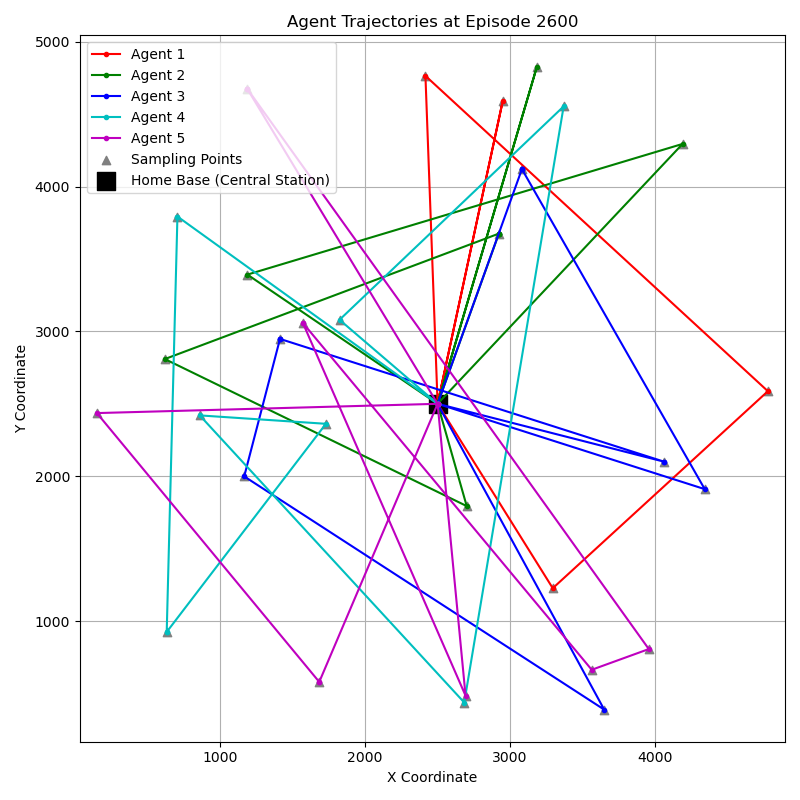 Agent Trajectories at Episode 2600
5000
4000
3000
2000
1000
Y Coordinate
Agent 1
Agent 2
Agent 3
Agent 4
Agent 5
Sampling Points
Home Base (Central Station)
1000 2000 3000 4000
X Coordinate